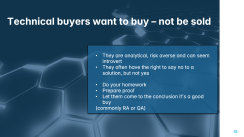 Technical buyers want to buy – not be sold
• They are analytical, risk averse and can seem
introvert
• They often have the right to say no to a
solution, but not yes
• Do your homework
• Prepare proof
• Let them come to the conclusion it's a good
buy
(commonly RA or QA)